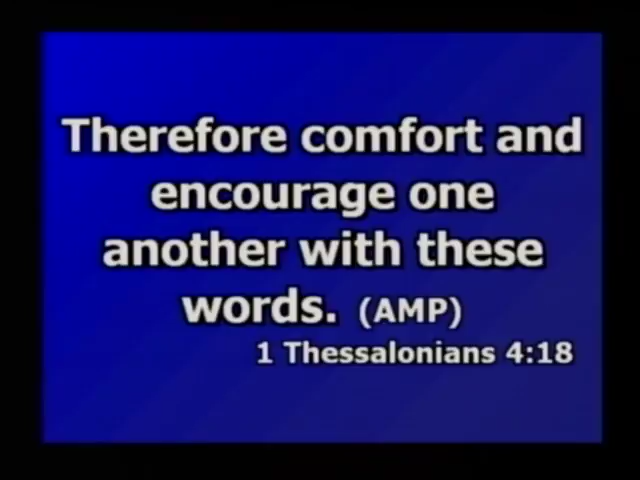 Therefore comfort and
encourage one
another with these
words. (AMP)
1 Thessalonians 4:18